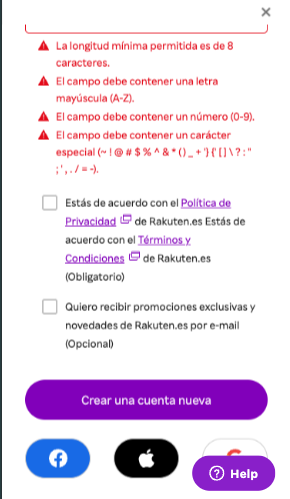 La longitud mínima permitida es de 8
caracteres.
El campo debe contener una letra
mayúscula (A-Z).
El campo debe contener un número (0-9).
El campo debe contener un carácter
especial (~ ! @ # $ % ^ & * ( ) _ + '} {' [ ] \ ? : "
; ' , . / = -).
Estás de acuerdo con el Política de
Privacidad de Rakuten.es Estás de
acuerdo con el Términos y
Condiciones de Rakuten.es
(Obligatorio)
Quiero recibir promociones exclusivas y
novedades de Rakuten.es por e-mail
(Opcional)
Crear una cuenta nueva
Help